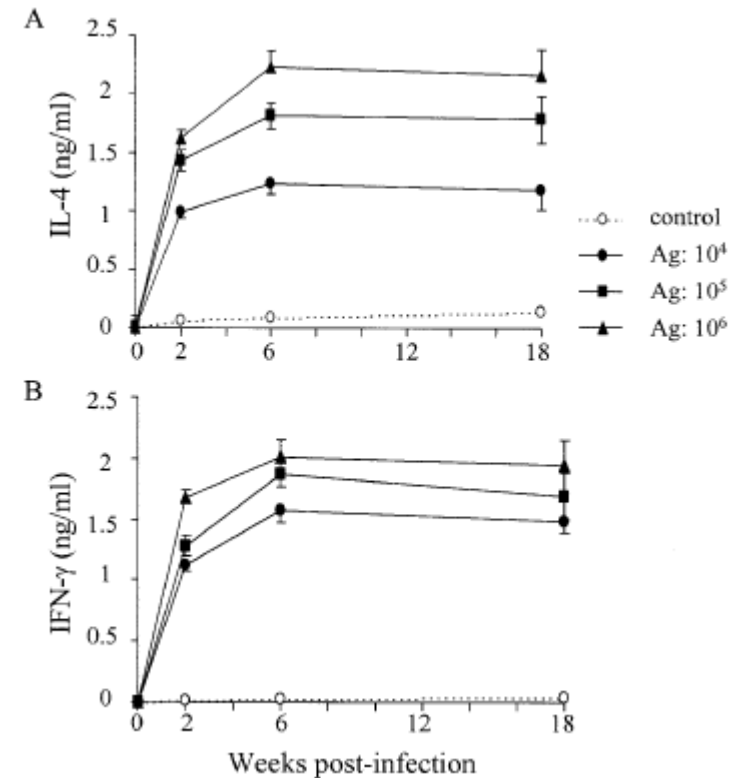 A
2.5
2
1.5
1
0.5
0
IL-4 (ng/ml)
0 2 6 12 18
control
Ag: 10⁴
Ag: 10⁵
Ag: 10⁶
B
2.5
2
1.5
1
0.5
0
IFN-γ (ng/ml)
0 2 6 12 18
Weeks post-infection